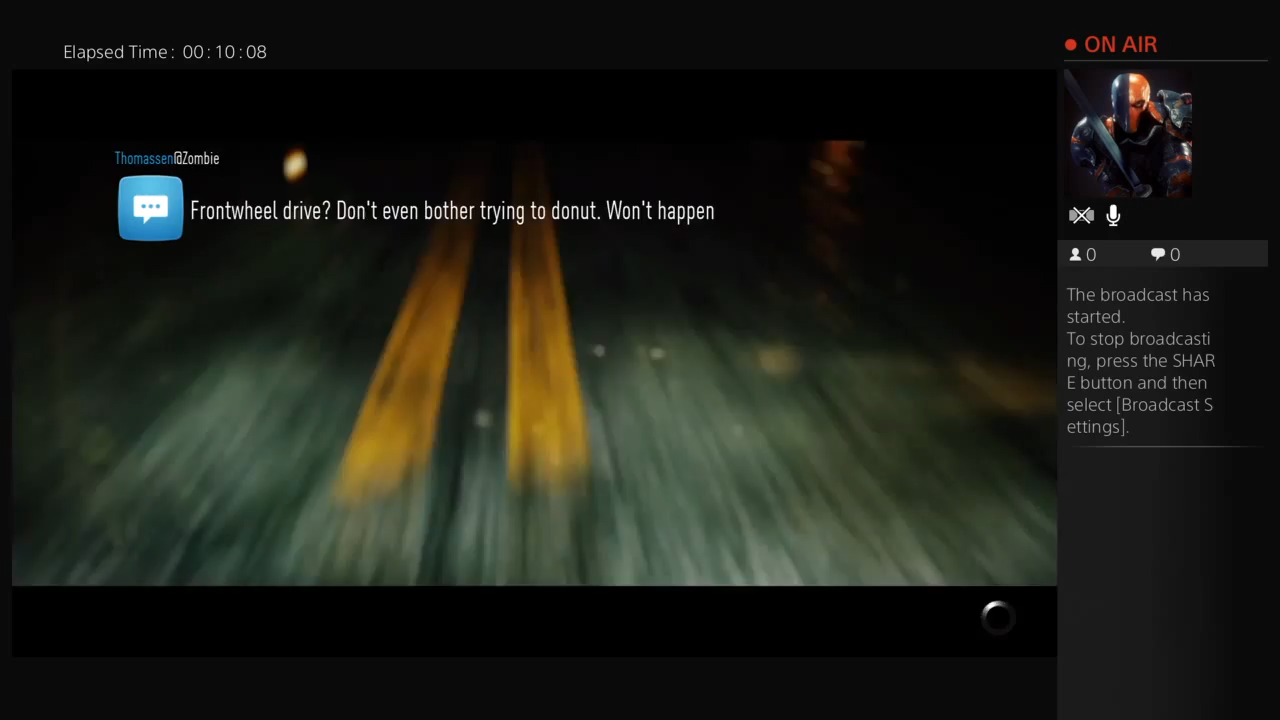 Elapsed Time: 00:10:08
ON AIR
Thomassen@Zombie
Frontwheel drive? Don't even bother trying to donut. Won't happen
0 0
The broadcast has
started.
To stop broadcasti
ng, press the SHAR
E button and then
select [Broadcast S
ettings].